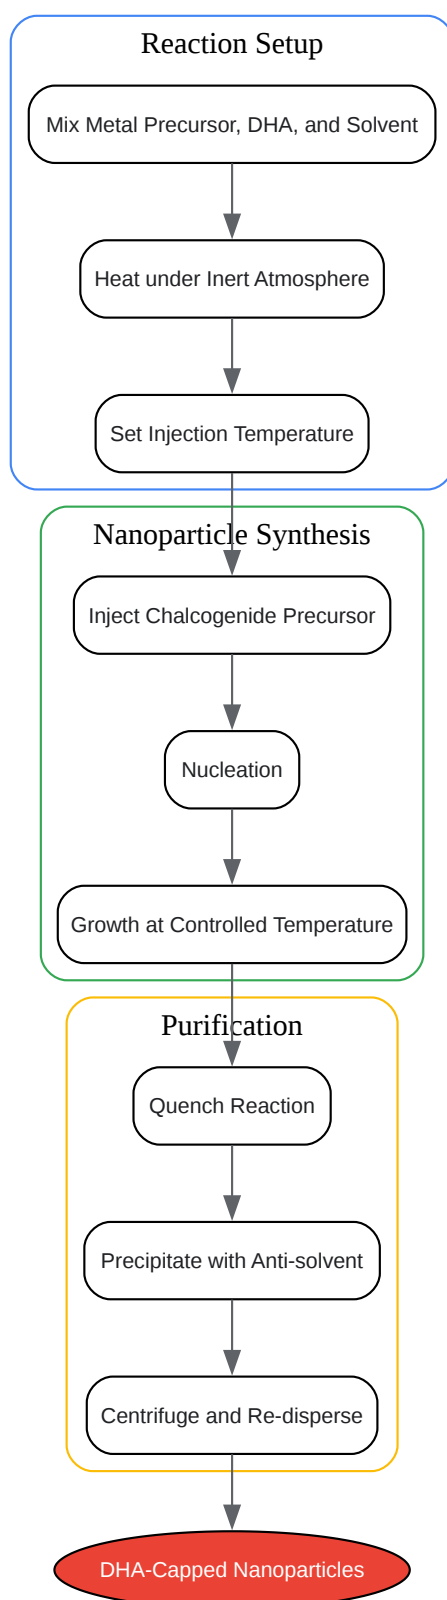 Reaction Setup
Mix Metal Precursor, DHA, and Solvent
Heat under Inert Atmosphere
Set Injection Temperature
Nanoparticle Synthesis
Inject Chalcogenide Precursor
Nucleation
Growth at Controlled Temperature
Purification
Quench Reaction
Precipitate with Anti-solvent
Centrifuge and Re-disperse
DHA-Capped Nanoparticles